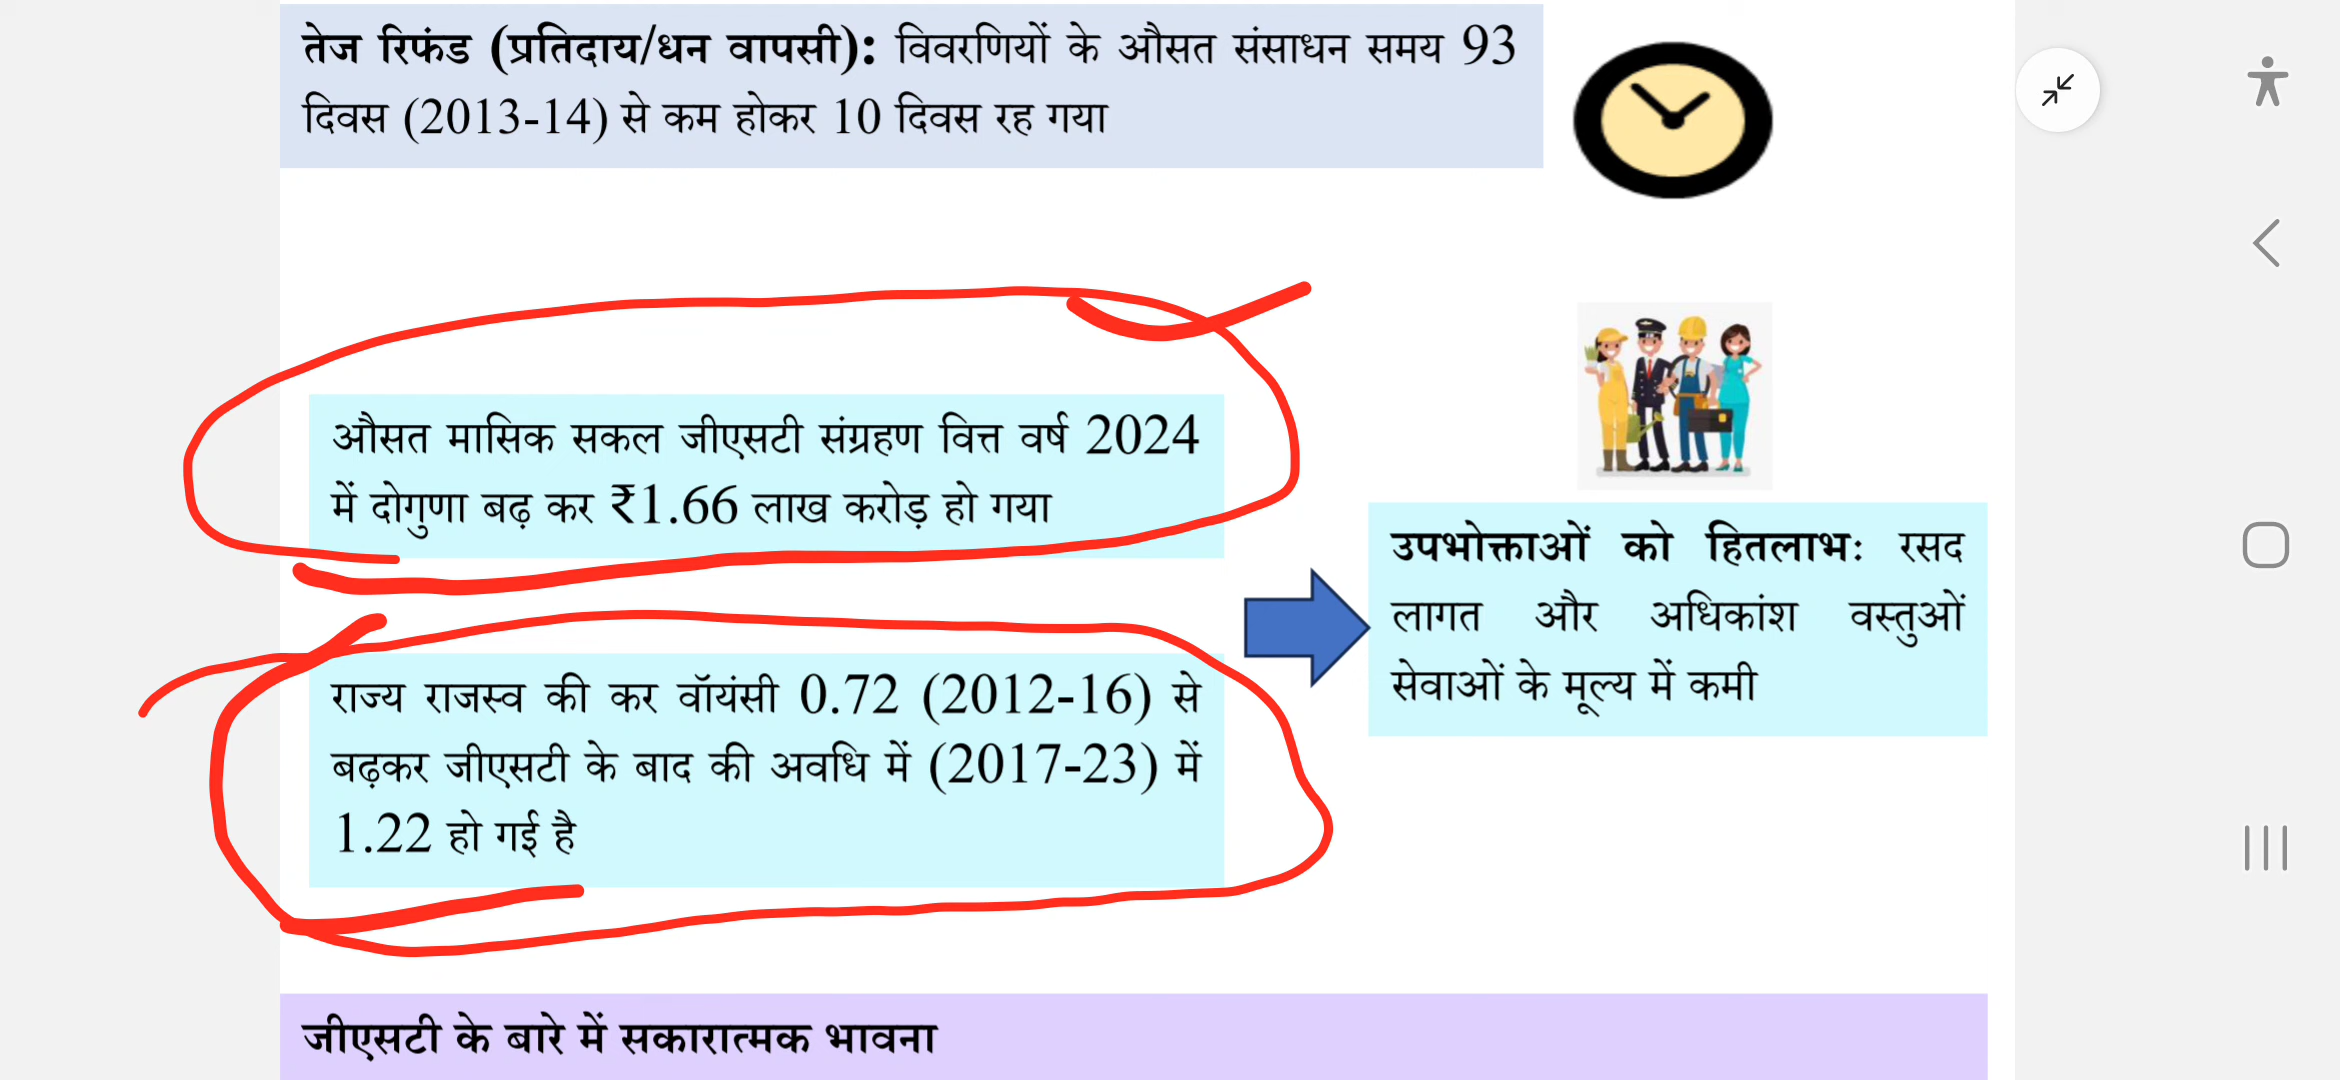 तेज रिफंड (प्रतिदाय/धन वापसी): विवरणियों के औसत संसाधन समय 93
दिवस (2013-14) से कम होकर 10 दिवस रह गया
औसत मासिक सकल जीएसटी संग्रहण वित्त वर्ष 2024
में दोगुणा बढ़ कर ₹1.66 लाख करोड़ हो गया
राज्य राजस्व की कर वॉयंसी 0.72 (2012-16) से
बढ़कर जीएसटी के बाद की अवधि में (2017-23) में
1.22 हो गई है
उपभोक्ताओं को हितलाभः रसद
लागत और अधिकांश वस्तुओं
सेवाओं के मूल्य में कमी
जीएसटी के बारे में सकारात्मक भावना